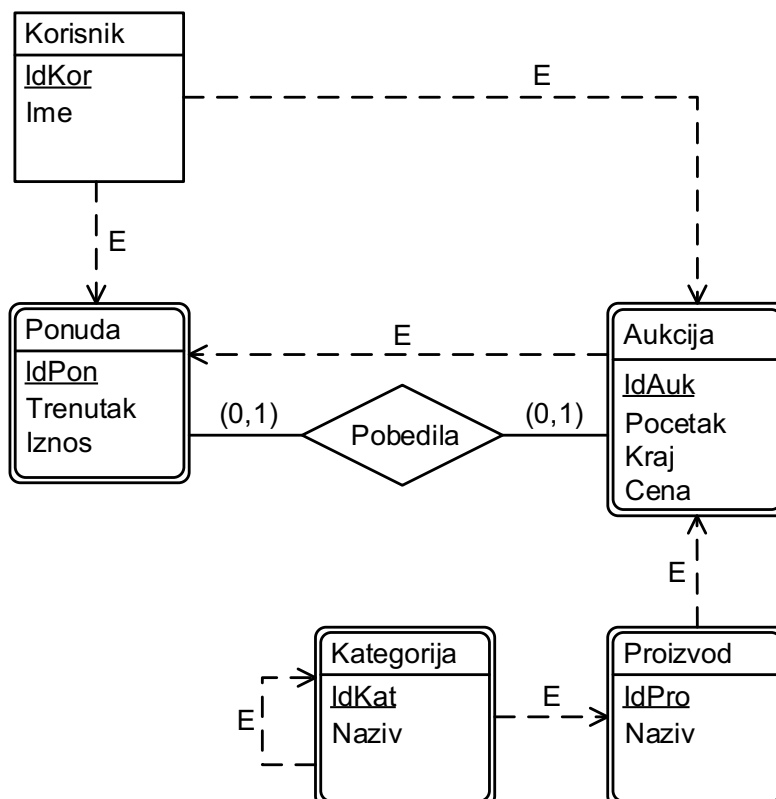 Korisnik
IdKor
Ime
E
E
Ponuda
IdPon
Trenutak
Iznos
E
(0,1)
Pobedila
(0,1)
Aukcija
IdAuk
Pocetak
Kraj
Cena
E
Kategorija
IdKat
Naziv
E
E
Proizvod
IdPro
Naziv